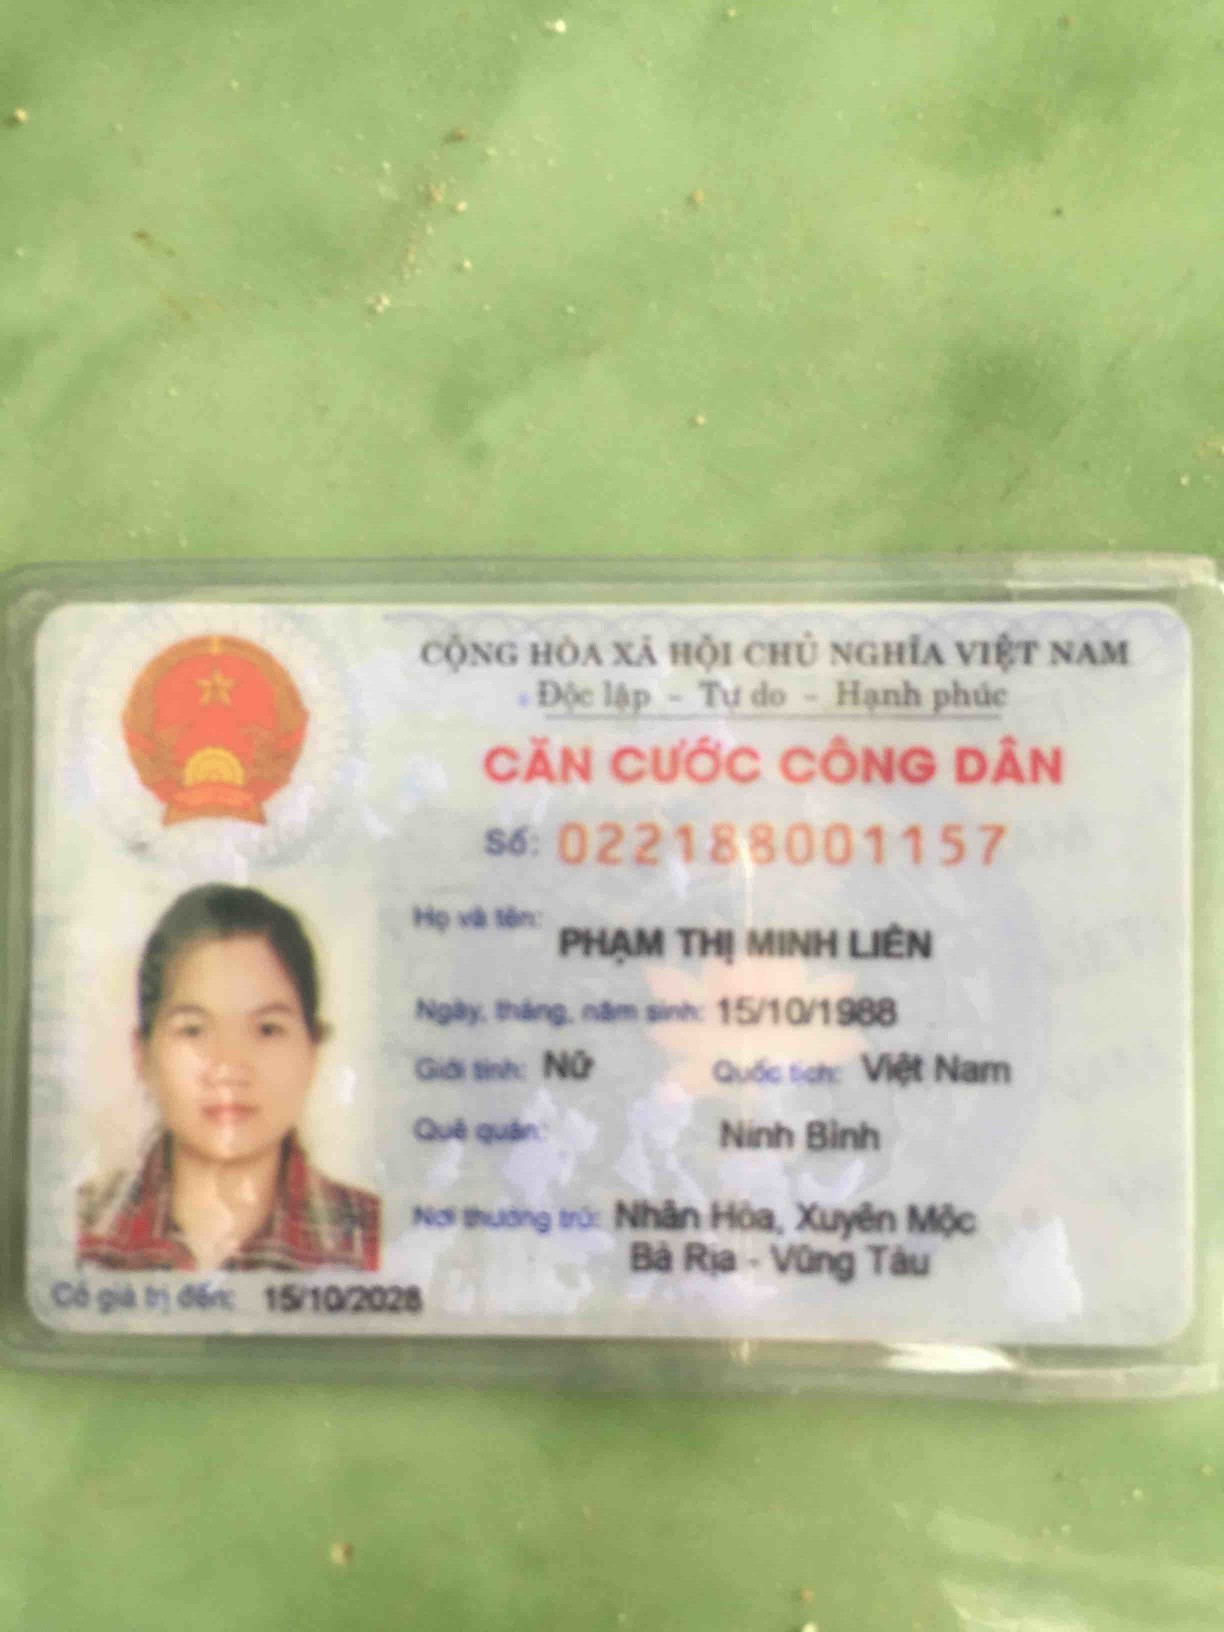 CỘNG HÒA XÃ HỘI CHỦ NGHĨA VIỆT NAM
Độc lập - Tự do - Hạnh phúc
CĂN CƯỚC CÔNG DÂN
Số: 022188001157
Họ và tên: PHẠM THỊ MINH LIÊN
Ngày, tháng, năm sinh: 15/10/1988
Giới tính: Nữ Quốc tịch: Việt Nam
Quê quán: Ninh Bình
Nơi thường trú: Nhân Hòa, Xuyên Mộc
Bà Rịa - Vũng Tàu
Có giá trị đến: 15/10/2028